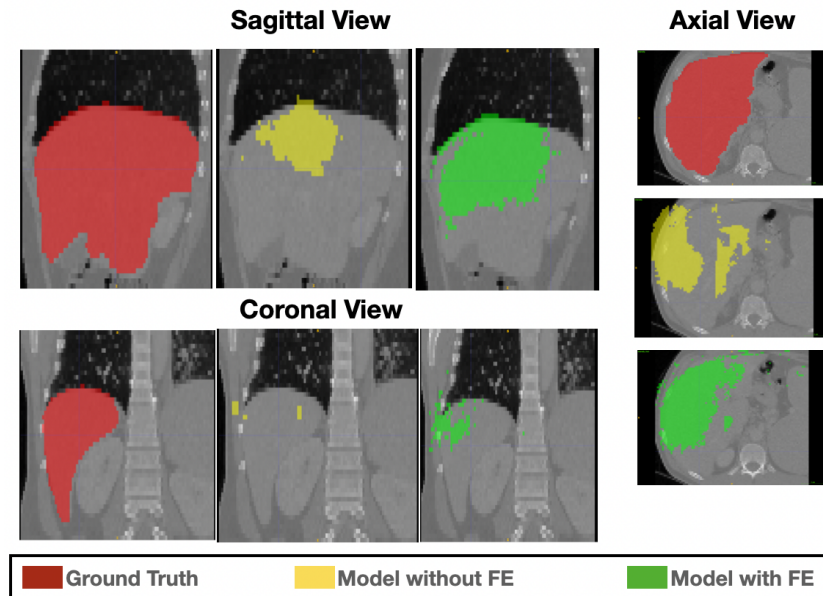 Sagittal View
Axial View
Coronal View
Ground Truth
Model without FE
Model with FE